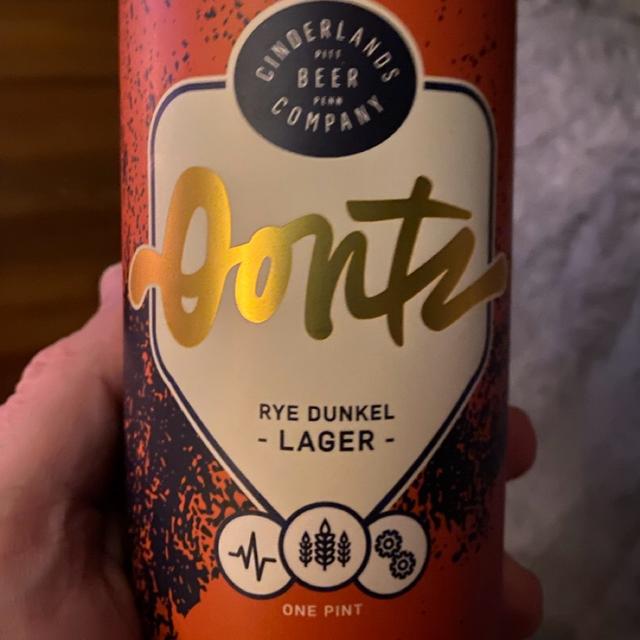 CINDERLANDS
PITT
BEER
PENN
COMPANY
Oontz
RYE DUNKEL
- LAGER -
ONE PINT